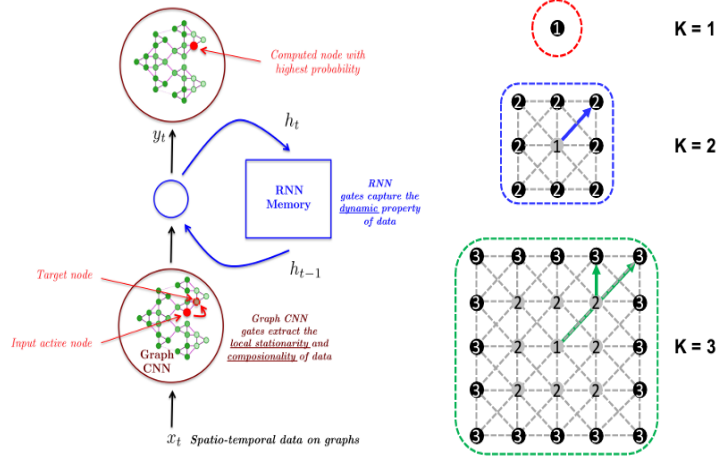 Computed node with
highest probability
y_t
h_t
RNN
Memory
RNN
gates capture the
dynamic property
of data
h_{t-1}
Target node
Input active node
Graph
CNN
Graph CNN
gates extract the
local stationarity and
composionality of data
x_t Spatio-temporal data on graphs
1
K = 1
2 2 2
2 1 2
2 2 2
K = 2
3 3 3 3 3
3 2 2 2 3
3 2 1 2 3
3 2 2 2 3
3 3 3 3 3
K = 3